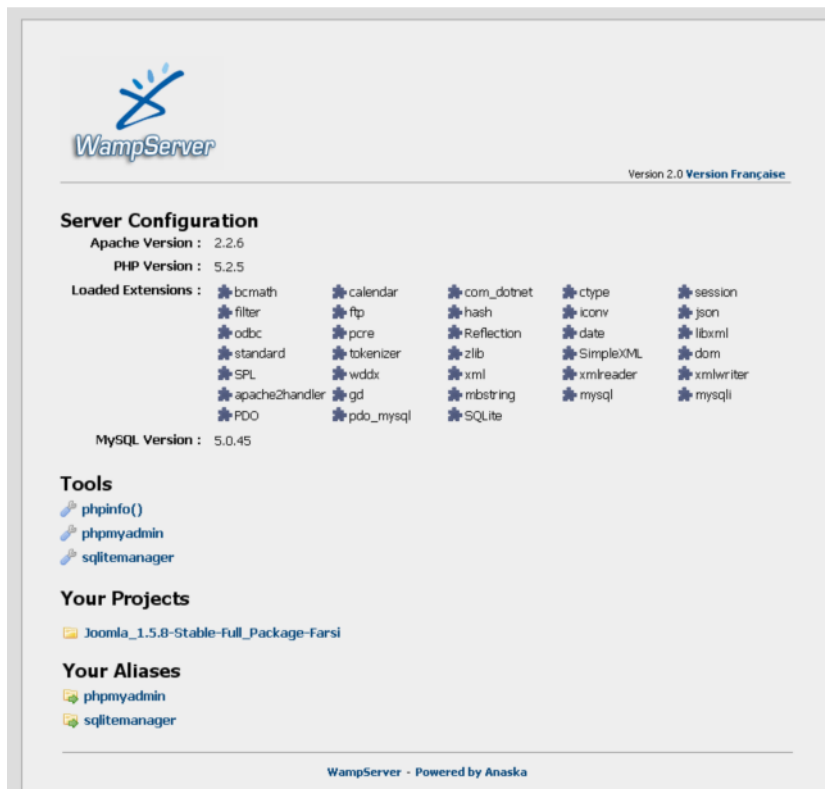 WampServer
Version 2.0 Version Française
Server Configuration
Apache Version : 2.2.6
PHP Version : 5.2.5
Loaded Extensions : bcmath calendar com_dotnet ctype session
filter ftp hash iconv json
odbc pcre Reflection date libxml
standard tokenizer zlib SimpleXML dom
SPL wddx xml xmlreader xmlwriter
apache2handler gd mbstring mysql mysqli
PDO pdo_mysql SQLite
MySQL Version : 5.0.45
Tools
phpinfo()
phpmyadmin
sqlitemanager
Your Projects
Joomla_1.5.8-Stable-Full_Package-Farsi
Your Aliases
phpmyadmin
sqlitemanager
WampServer - Powered by Anaska